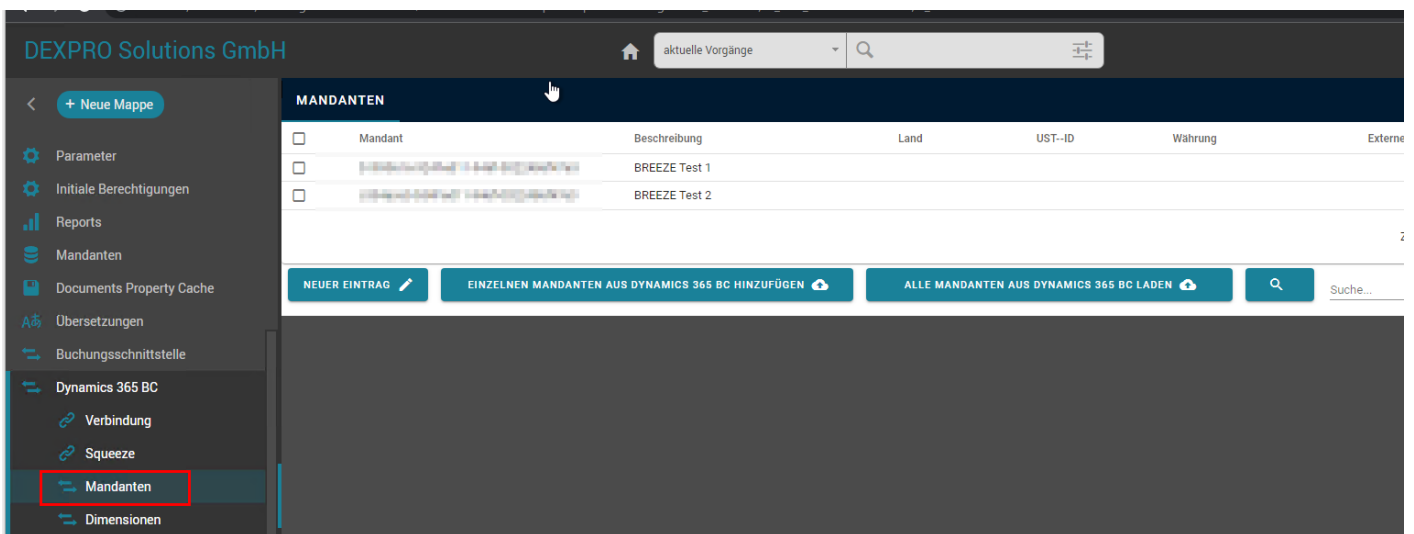 DEXPRO Solutions GmbH
aktuelle Vorgänge
+ Neue Mappe
MANDANTEN
Mandant Beschreibung Land UST--ID Währung Externe
BREEZE Test 1
BREEZE Test 2
NEUER EINTRAG
EINZELNEN MANDANTEN AUS DYNAMICS 365 BC HINZUFÜGEN
ALLE MANDANTEN AUS DYNAMICS 365 BC LADEN
Suche...
Parameter
Initiale Berechtigungen
Reports
Mandanten
Documents Property Cache
Übersetzungen
Buchungsschnittstelle
Dynamics 365 BC
Verbindung
Squeeze
Mandanten
Dimensionen